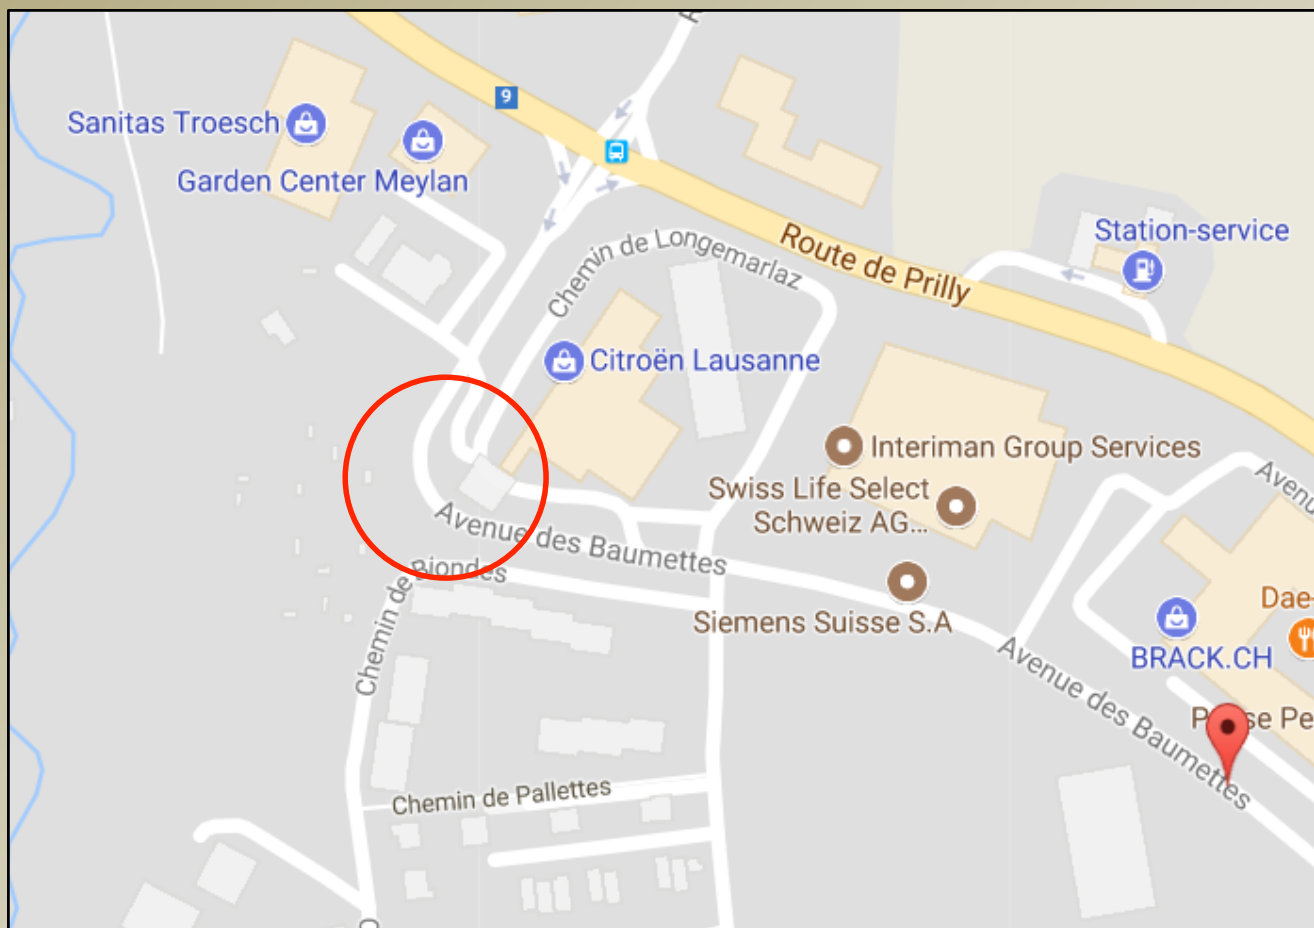 9
Sanitas Troesch
Garden Center Meylan
Station-service
Chemin de Longemarlaz
Route de Prilly
Citroën Lausanne
Interiman Group Services
Swiss Life Select
Schweiz AG...
Avenue des Baumettes
Chemin de Biondes
Siemens Suisse S.A
Dae-
BRACK.CH
Avenue des Baumettes
Chemin de Pallettes